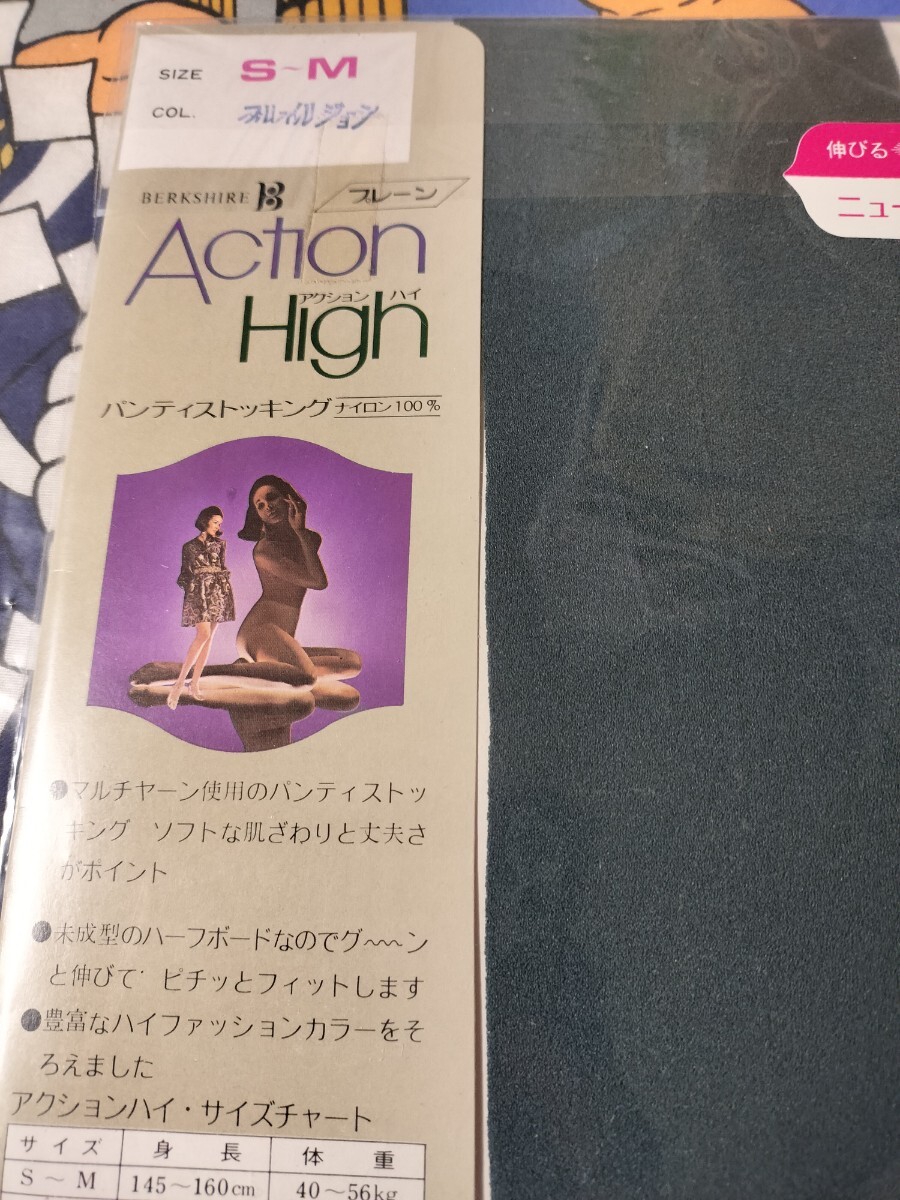 SIZE S~M
COL. ブルーイルジョン
伸びる
ニュー
BERKSHIRE B プレーン
Action
アクション ハイ
High
パンティストッキング ナイロン100%
●マルチヤーン使用のパンティストッ
キング ソフトな肌ざわりと丈夫さ
がポイント
●未成型のハーフボードなのでグ~~~ン
と伸びて ピチッとフィットします
●豊富なハイファッションカラーをそ
ろえました
アクションハイ・サイズチャート
サイズ 身長 体重
S~M 145~160cm 40~56kg